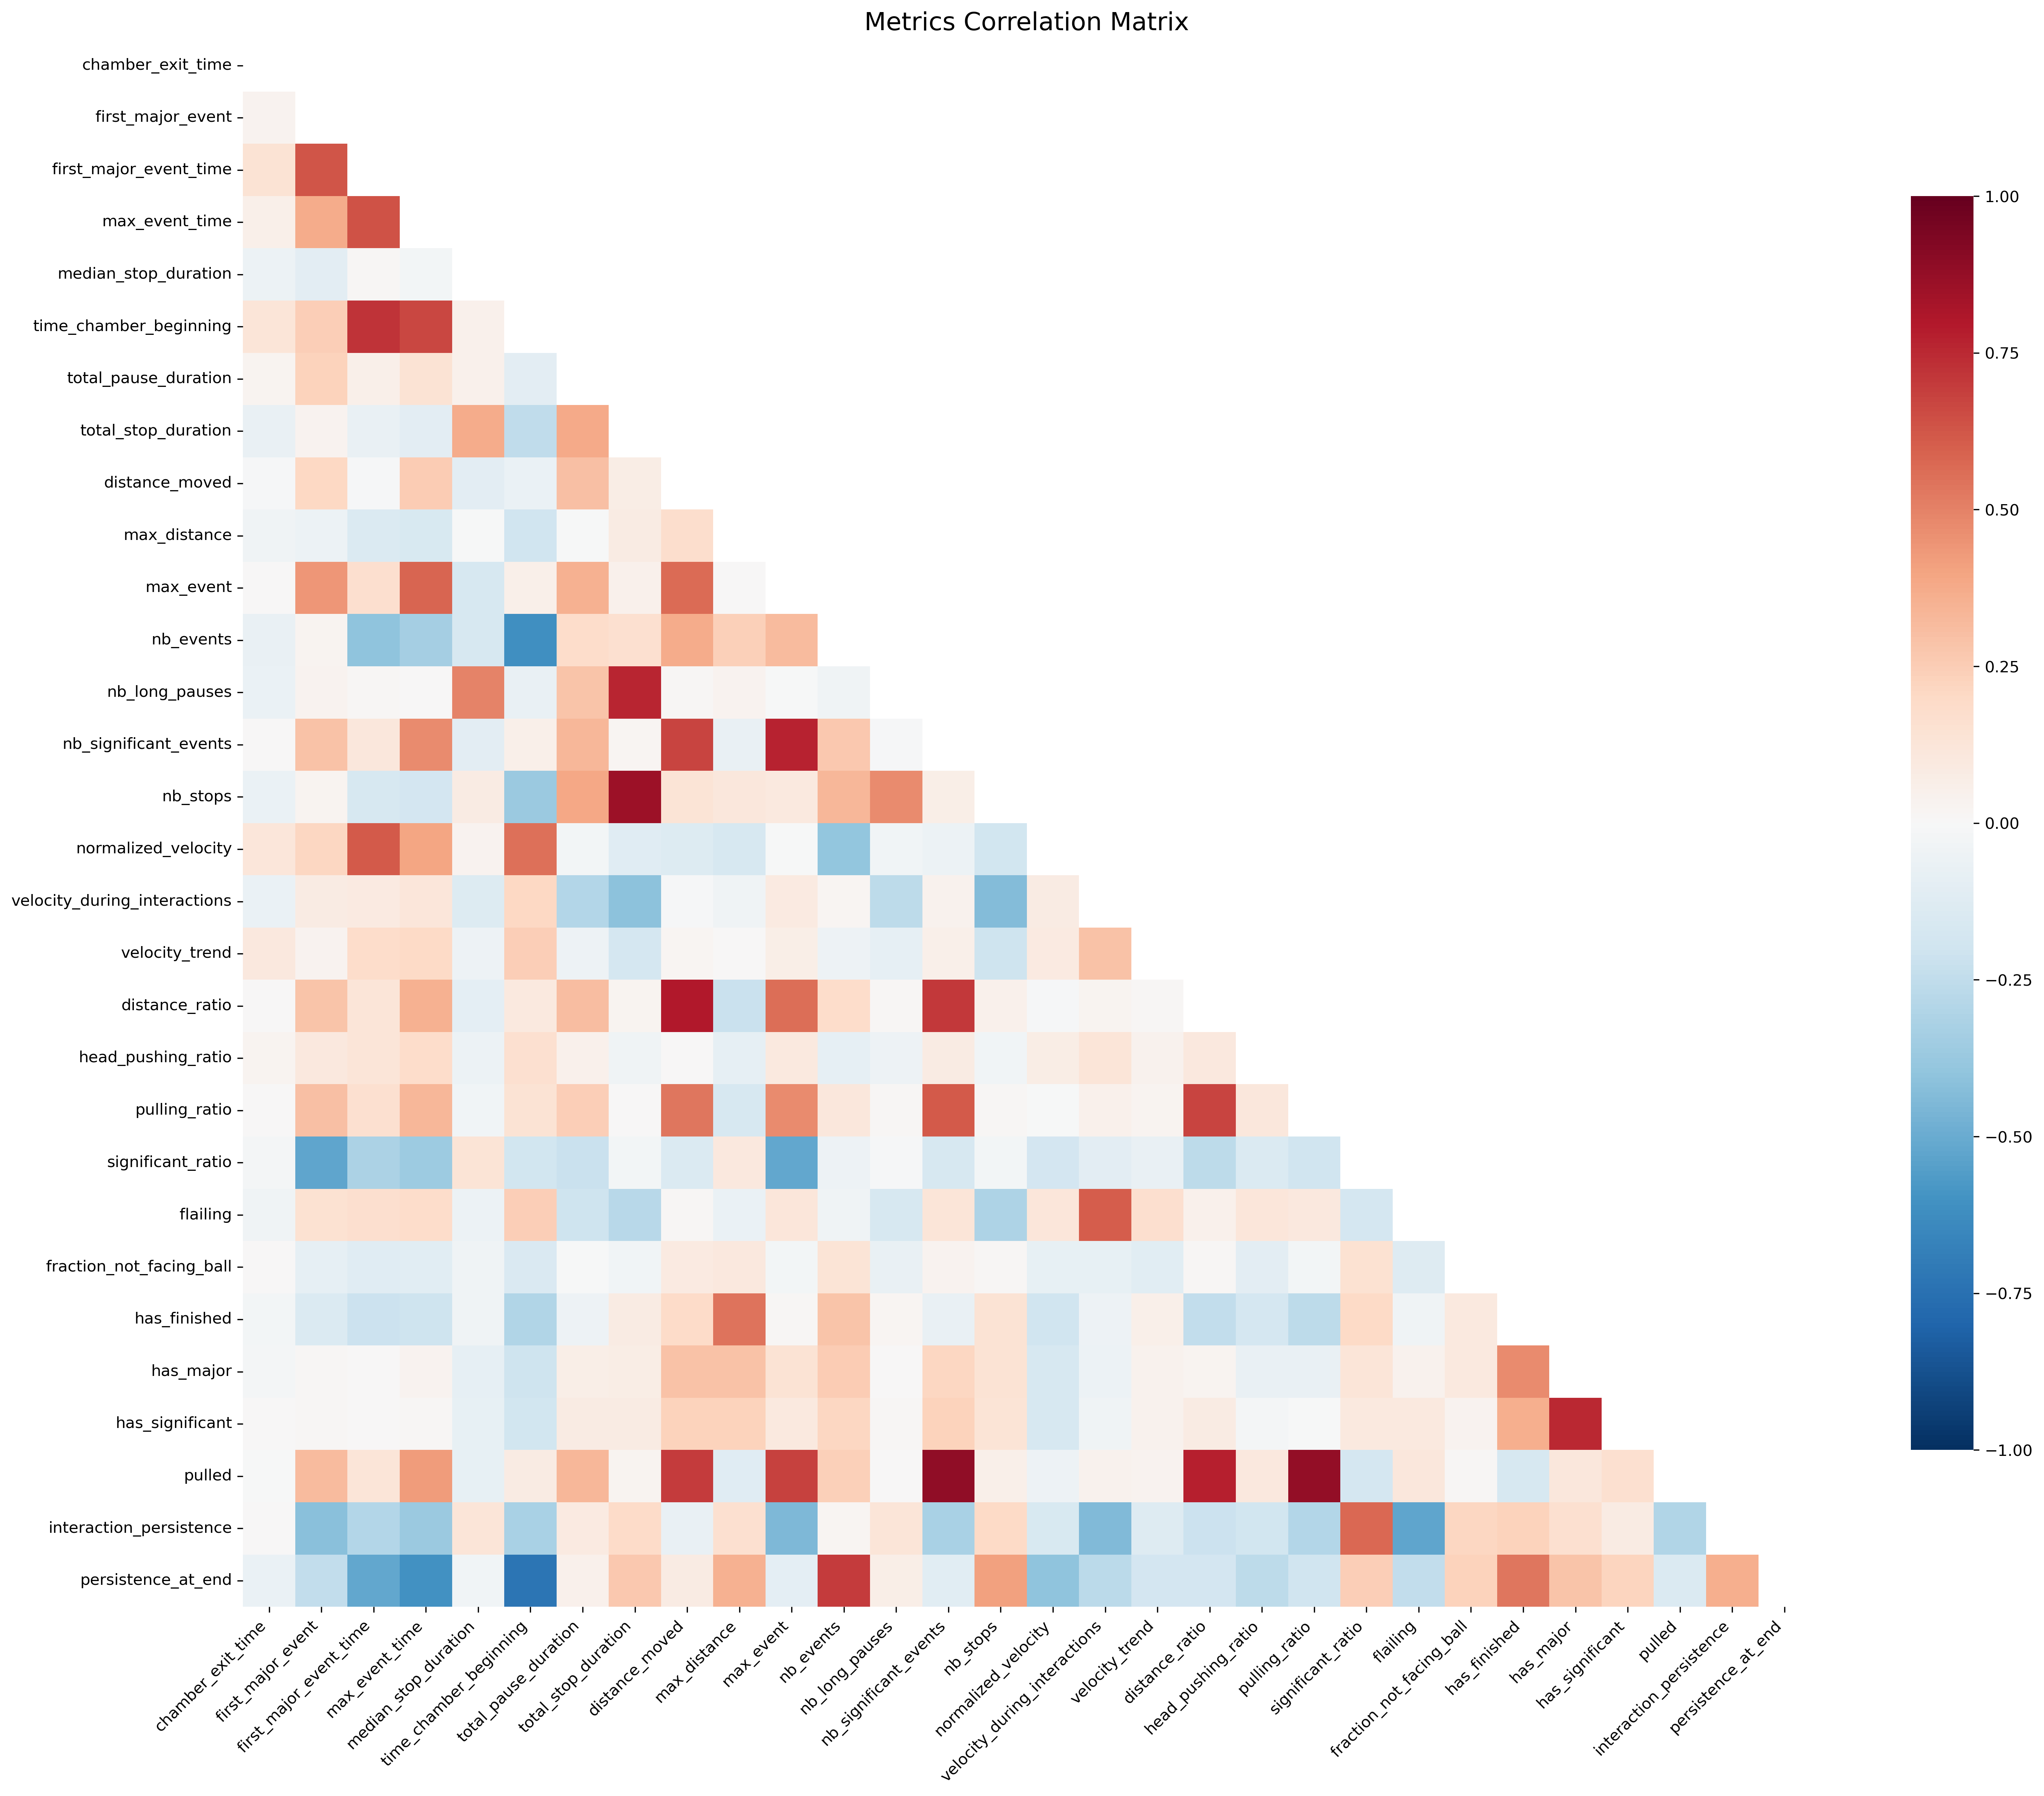 Metrics Correlation Matrix
chamber_exit_time
first_major_event
first_major_event_time
max_event_time
median_stop_duration
time_chamber_beginning
total_pause_duration
total_stop_duration
distance_moved
max_distance
max_event
nb_events
nb_long_pauses
nb_significant_events
nb_stops
normalized_velocity
velocity_during_interactions
velocity_trend
distance_ratio
head_pushing_ratio
pulling_ratio
significant_ratio
flailing
fraction_not_facing_ball
has_finished
has_major
has_significant
pulled
interaction_persistence
persistence_at_end
chamber_exit_time
first_major_event
first_major_event_time
max_event_time
median_stop_duration
time_chamber_beginning
total_pause_duration
total_stop_duration
distance_moved
max_distance
max_event
nb_events
nb_long_pauses
nb_significant_events
nb_stops
normalized_velocity
velocity_during_interactions
velocity_trend
distance_ratio
head_pushing_ratio
pulling_ratio
significant_ratio
flailing
fraction_not_facing_ball
has_finished
has_major
has_significant
pulled
interaction_persistence
persistence_at_end
1.00
0.75
0.50
0.25
0.00
−0.25
−0.50
−0.75
−1.00